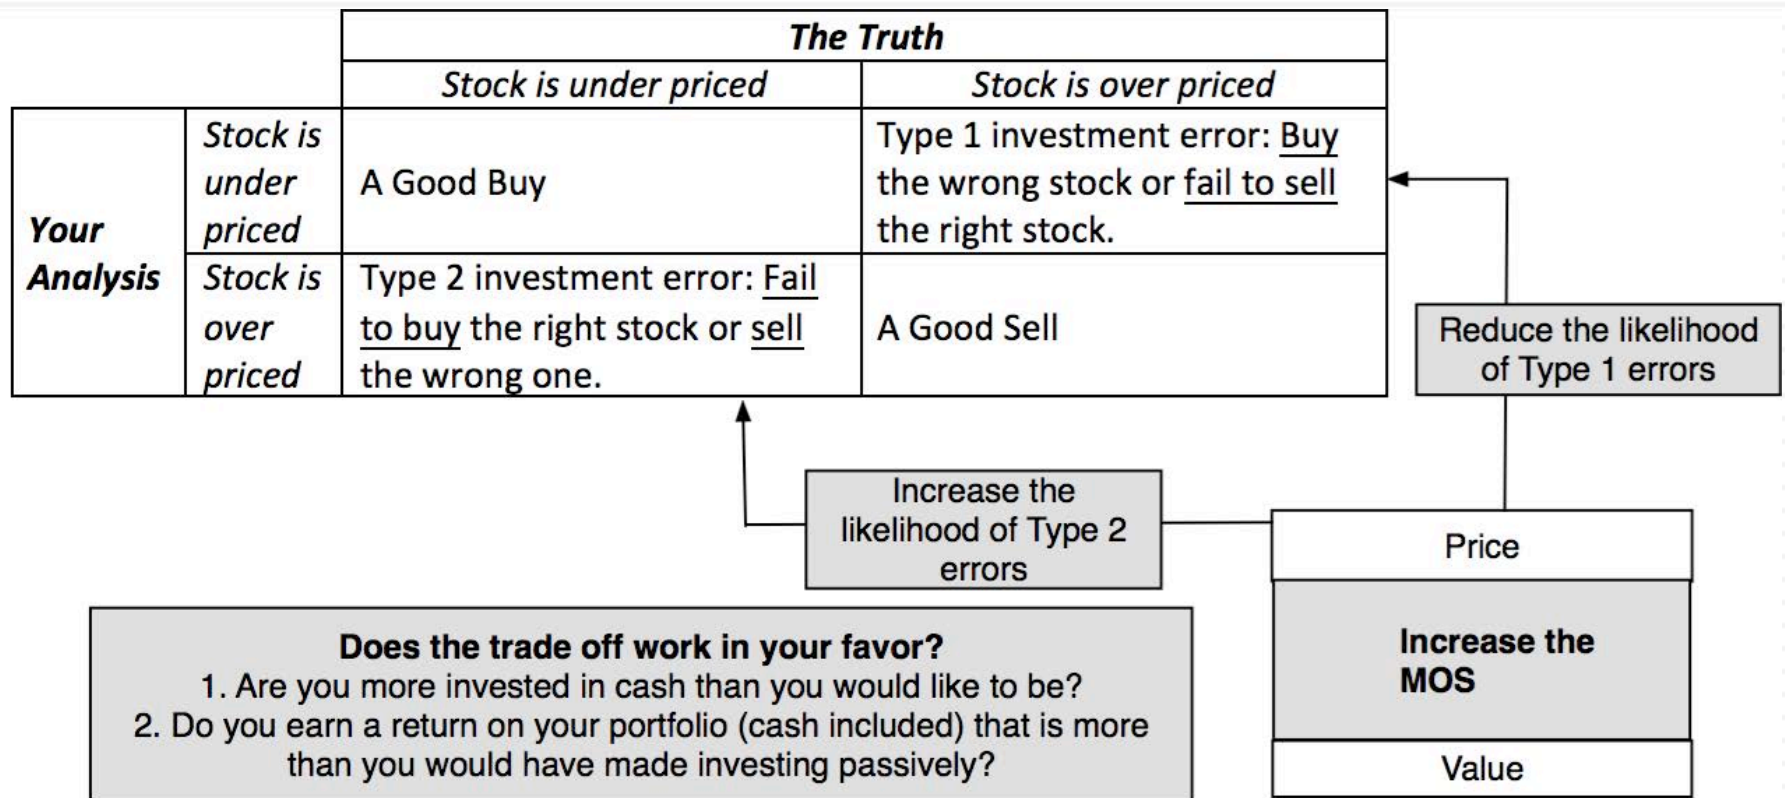 The Truth
Stock is under priced
Stock is over priced
Your
Analysis
Stock is
under
priced
A Good Buy
Type 1 investment error: Buy
the wrong stock or fail to sell
the right stock.
Stock is
over
priced
Type 2 investment error: Fail
to buy the right stock or sell
the wrong one.
A Good Sell
Reduce the likelihood
of Type 1 errors
Increase the
likelihood of Type 2
errors
Price
Increase the
MOS
Value
Does the trade off work in your favor?
1. Are you more invested in cash than you would like to be?
2. Do you earn a return on your portfolio (cash included) that is more
than you would have made investing passively?